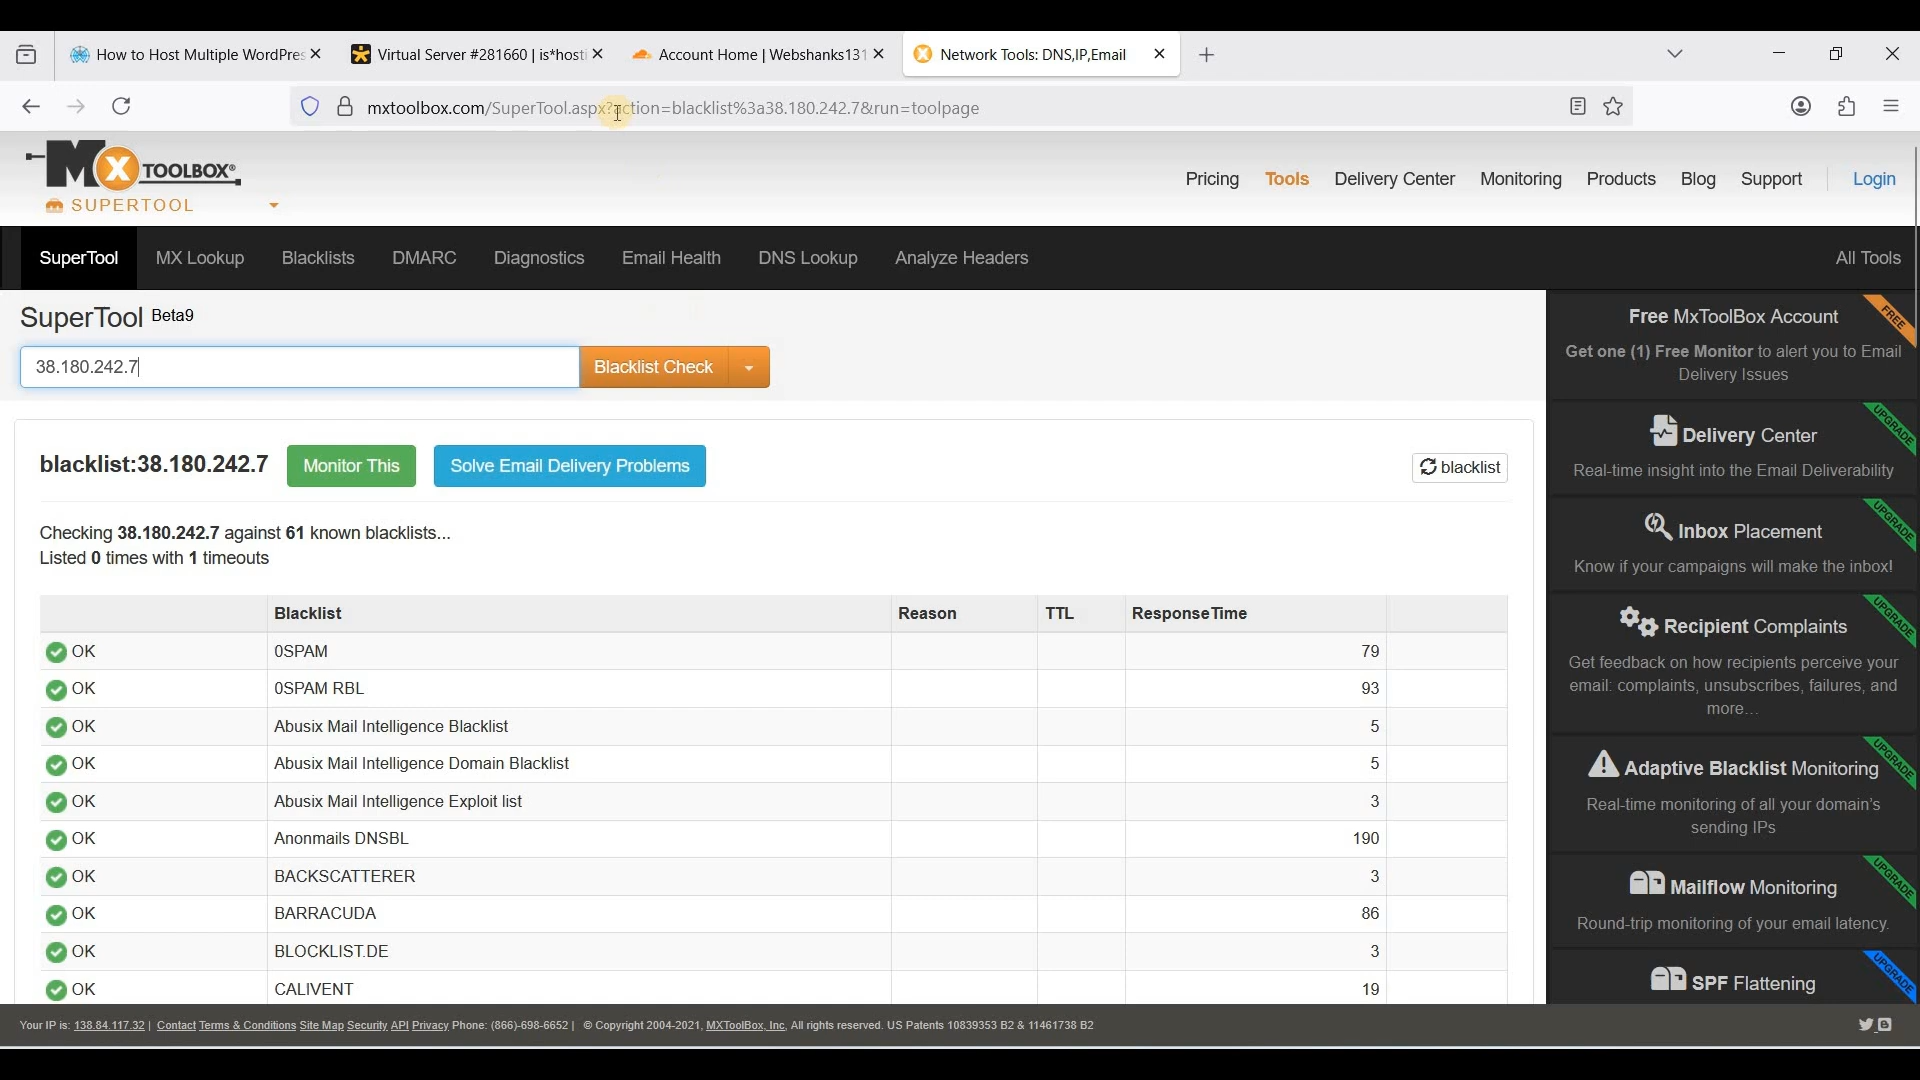 How to Host Multiple WordPres
Virtual Server #281660 | is*hosti
Account Home | Webshanks131
Network Tools: DNS,IP,Email
mxtoolbox.com/SuperTool.aspx?action=blacklist%3a38.180.242.7&run=toolpage
MX TOOLBOX®
SUPERTOOL
Pricing Tools Delivery Center Monitoring Products Blog Support Login
SuperTool MX Lookup Blacklists DMARC Diagnostics Email Health DNS Lookup Analyze Headers All Tools
SuperTool Beta9
38.180.242.7 Blacklist Check
blacklist:38.180.242.7 Monitor This Solve Email Delivery Problems blacklist
Checking 38.180.242.7 against 61 known blacklists...
Listed 0 times with 1 timeouts
Blacklist Reason TTL ResponseTime
OK 0SPAM 79
OK 0SPAM RBL 93
OK Abusix Mail Intelligence Blacklist 5
OK Abusix Mail Intelligence Domain Blacklist 5
OK Abusix Mail Intelligence Exploit list 3
OK Anonmails DNSBL 190
OK BACKSCATTERER 3
OK BARRACUDA 86
OK BLOCKLIST.DE 3
OK CALIVENT 19
Free MxToolBox Account
FREE
Get one (1) Free Monitor to alert you to Email
Delivery Issues
Delivery Center
UPGRADE
Real-time insight into the Email Deliverability
Inbox Placement
UPGRADE
Know if your campaigns will make the inbox!
Recipient Complaints
UPGRADE
Get feedback on how recipients perceive your
email: complaints, unsubscribes, failures, and
more...
Adaptive Blacklist Monitoring
UPGRADE
Real-time monitoring of all your domain's
sending IPs
Mailflow Monitoring
UPGRADE
Round-trip monitoring of your email latency.
SPF Flattening
UPGRADE
Your IP is: 138.84.117.32 | Contact Terms & Conditions Site Map Security API Privacy Phone: (866)-698-6652 | © Copyright 2004-2021, MXToolBox, Inc, All rights reserved. US Patents 10839353 B2 & 11461738 B2